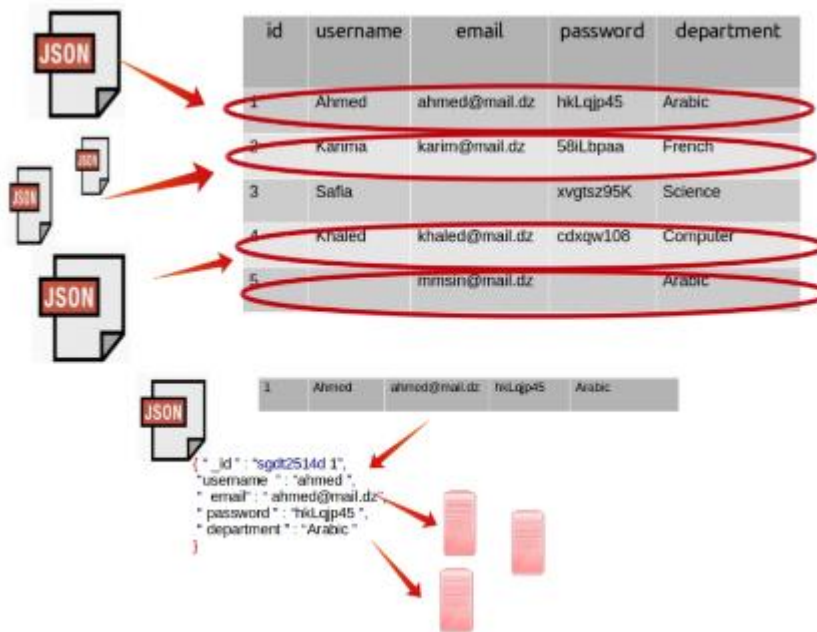 JSON
id username email password department
1 Ahmed ahmed@mail.dz hkLqjp45 Arabic
JSON
2 Karima karim@mail.dz 58iLbpaa French
JSON
3 Safia xvgtsz95K Science
4 Khaled khaled@mail.dz cdxqw108 Computer
5 mmsin@mail.dz Arabic
JSON
1 Ahmed ahmed@mail.dz hkLqjp45 Arabic
JSON
{ " _id " : "sgdt2514d 1",
"username " : "ahmed ",
" email" : " ahmed@mail.dz",
" password " : "hkLqjp45 ",
" department " : "Arabic "
}